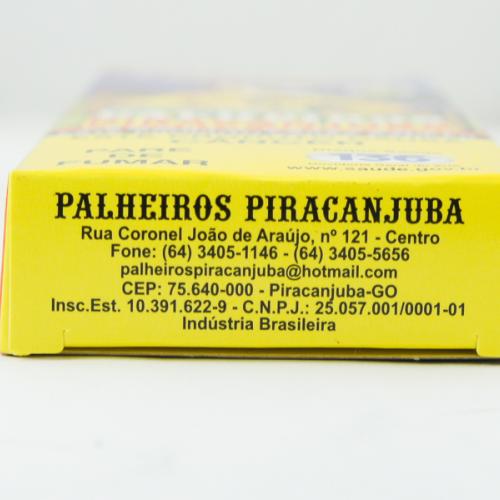 PARE
DE
FUMAR
136
www.saude.gov.br
PALHEIROS PIRACANJUBA
Rua Coronel João de Araújo, nº 121 - Centro
Fone: (64) 3405-1146 - (64) 3405-5656
palheirospiracanjuba@hotmail.com
CEP: 75.640-000 - Piracanjuba-GO
Insc.Est. 10.391.622-9 - C.N.P.J.: 25.057.001/0001-01
Indústria Brasileira